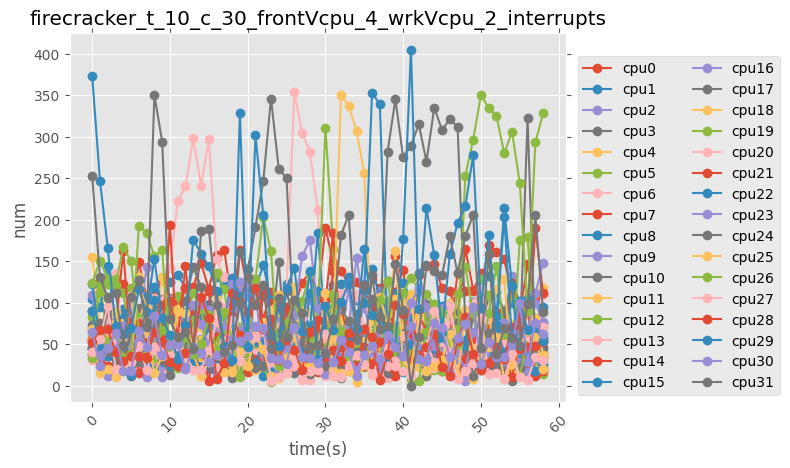 firecracker_t_10_c_30_frontVcpu_4_wrkVcpu_2_interrupts
num
400
350
300
250
200
150
100
50
0
0
10
20
30
40
50
60
time(s)
cpu0
cpu1
cpu2
cpu3
cpu4
cpu5
cpu6
cpu7
cpu8
cpu9
cpu10
cpu11
cpu12
cpu13
cpu14
cpu15
cpu16
cpu17
cpu18
cpu19
cpu20
cpu21
cpu22
cpu23
cpu24
cpu25
cpu26
cpu27
cpu28
cpu29
cpu30
cpu31